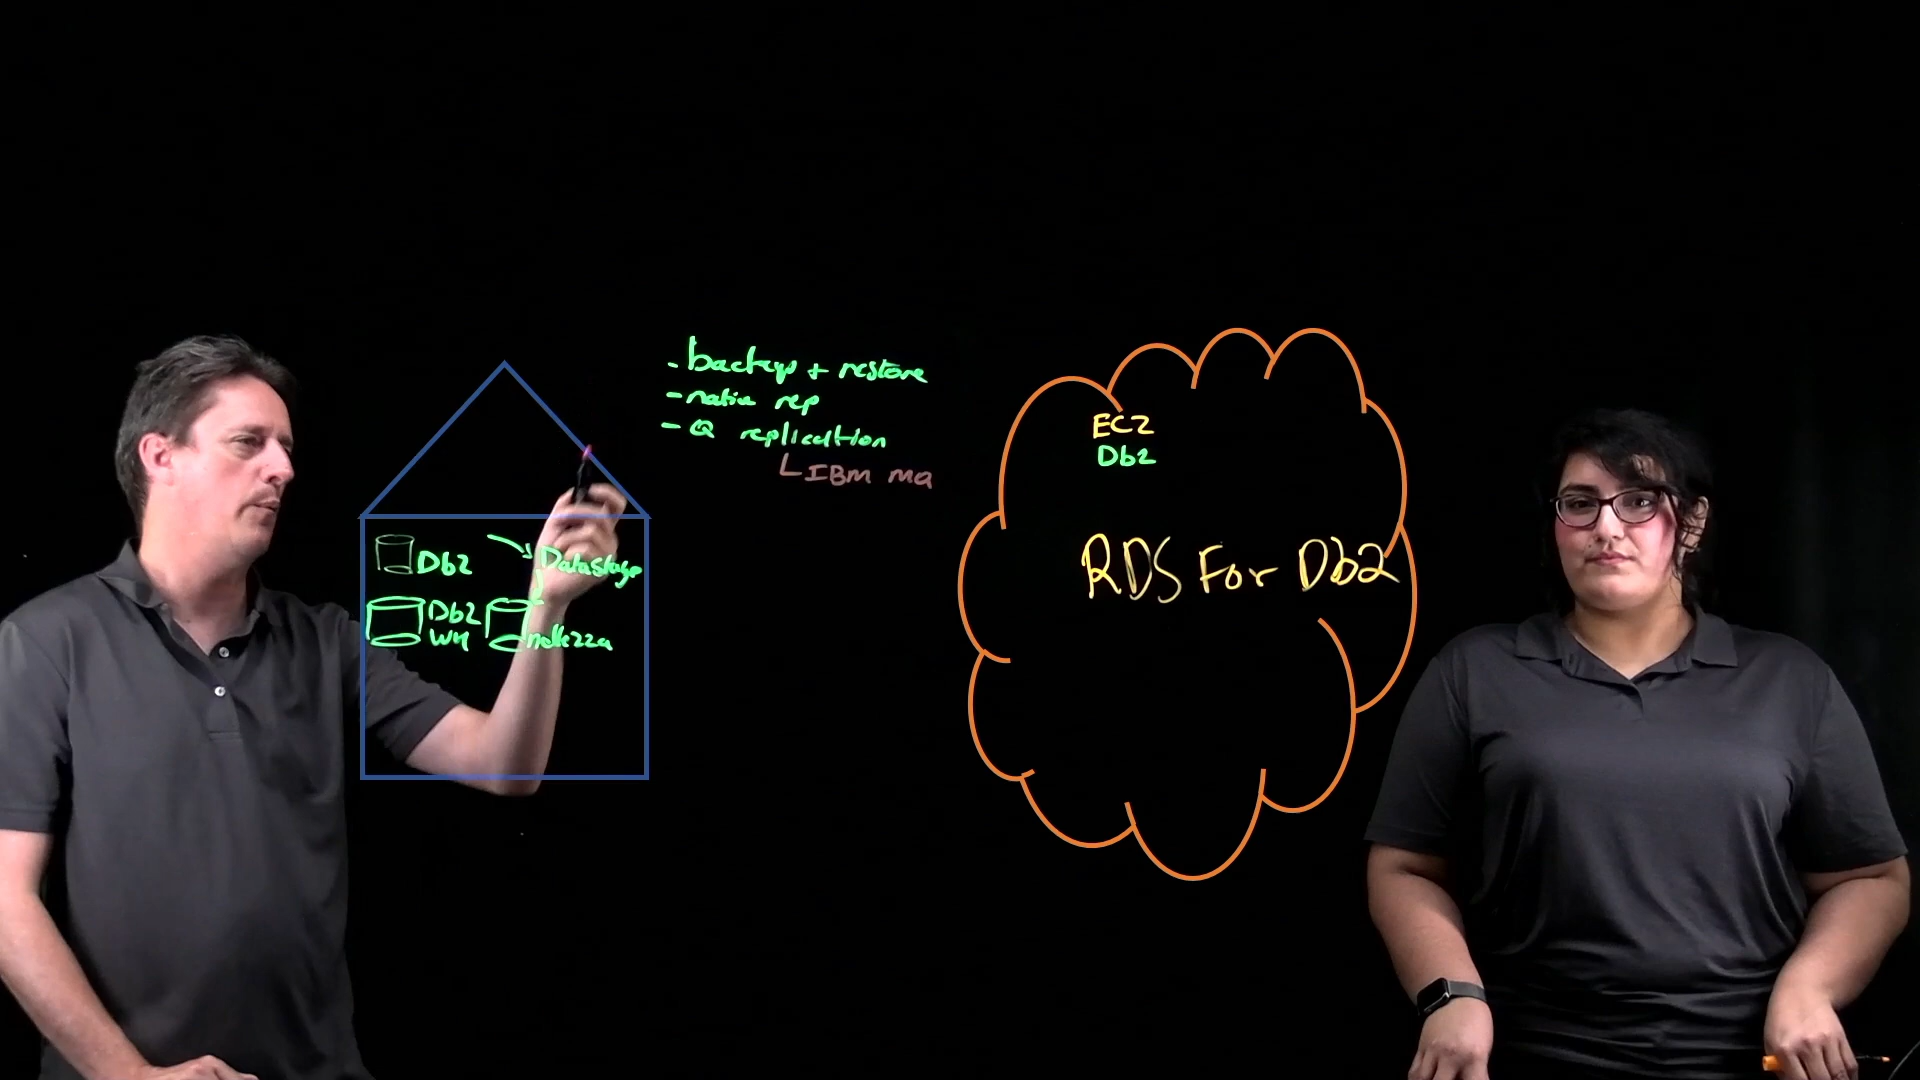 - backup + restore
- native rep
- Q replication
IBM MQ
EC2
Db2
RDS For Db2
Db2
Datastage
Db2
WH
netezza